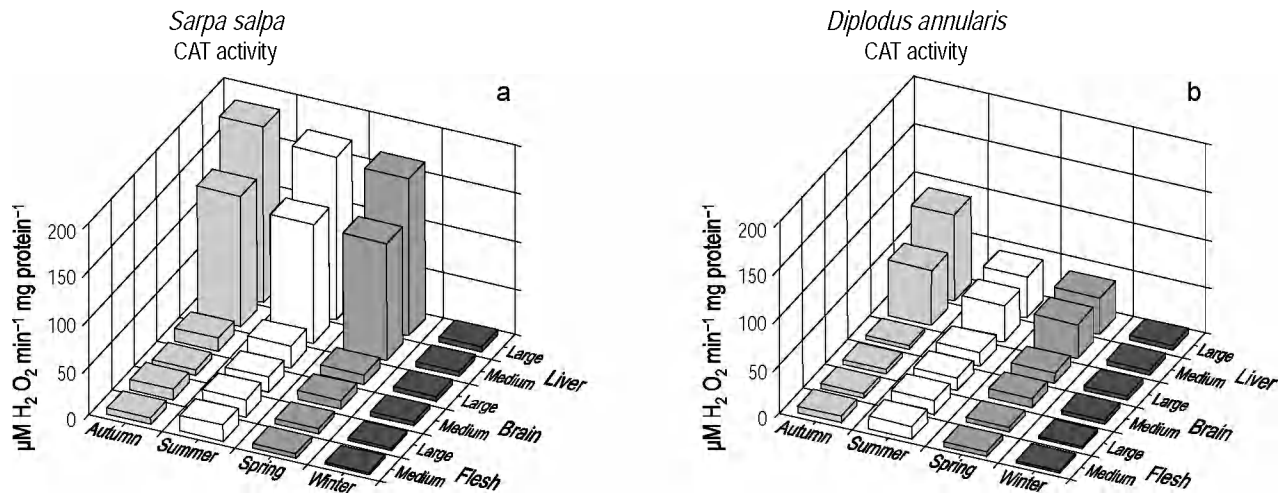 Sarpa salpa
CAT activity
a
µM H₂O₂ min⁻¹ mg protein⁻¹
200
150
100
50
0
Autumn
Summer
Spring
Winter
Large
Medium
Liver
Large
Medium
Brain
Large
Medium
Flesh
Diplodus annularis
CAT activity
b
µM H₂O₂ min⁻¹ mg protein⁻¹
200
150
100
50
0
Autumn
Summer
Spring
Winter
Large
Medium
Liver
Large
Medium
Brain
Large
Medium
Flesh